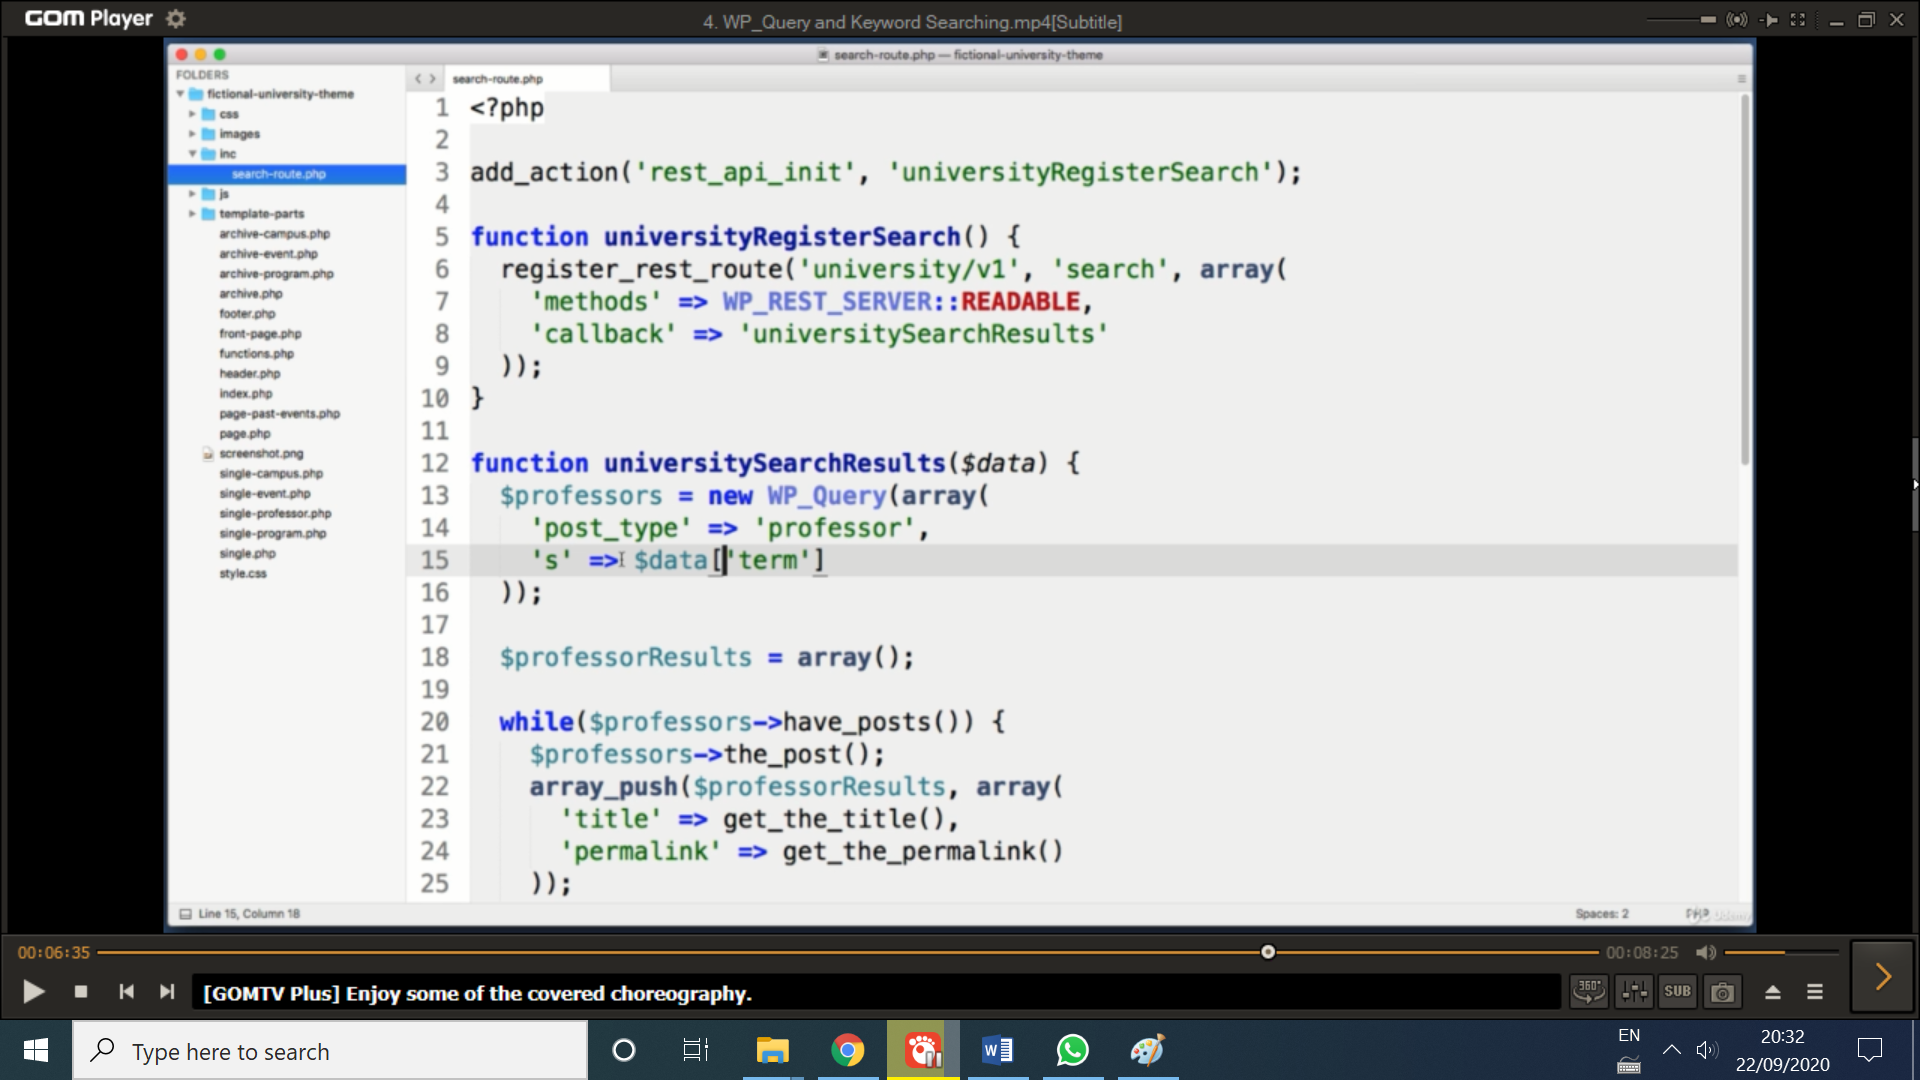 GOM Player
4. WP_Query and Keyword Searching.mp4[Subtitle]
search-route.php — fictional-university-theme
FOLDERS
fictional-university-theme
css
images
inc
search-route.php
js
template-parts
archive-campus.php
archive-event.php
archive-program.php
archive.php
footer.php
front-page.php
functions.php
header.php
index.php
page-past-events.php
page.php
screenshot.png
single-campus.php
single-event.php
single-professor.php
single-program.php
single.php
style.css
search-route.php
1 <?php
2
3 add_action('rest_api_init', 'universityRegisterSearch');
4
5 function universityRegisterSearch() {
6   register_rest_route('university/v1', 'search', array(
7     'methods' => WP_REST_SERVER::READABLE,
8     'callback' => 'universitySearchResults'
9   ));
10 }
11
12 function universitySearchResults($data) {
13   $professors = new WP_Query(array(
14     'post_type' => 'professor',
15     's' => $data['term']
16   ));
17
18   $professorResults = array();
19
20   while($professors->have_posts()) {
21     $professors->the_post();
22     array_push($professorResults, array(
23       'title' => get_the_title(),
24       'permalink' => get_the_permalink()
25     ));
Line 15, Column 18
Spaces: 2
PHP
Udemy
00:06:35
00:08:25
[GOMTV Plus] Enjoy some of the covered choreography.
360°
SUB
Type here to search
EN
20:32
22/09/2020